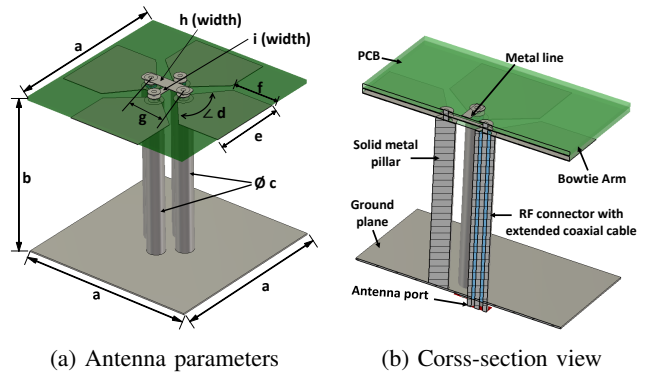 h (width)
i (width)
a
f
g
∠ d
e
b
Ø c
a
a
PCB
Metal line
Solid metal
pillar
Bowtie Arm
Ground
plane
RF connector with
extended coaxial cable
Antenna port
(a) Antenna parameters
(b) Corss-section view